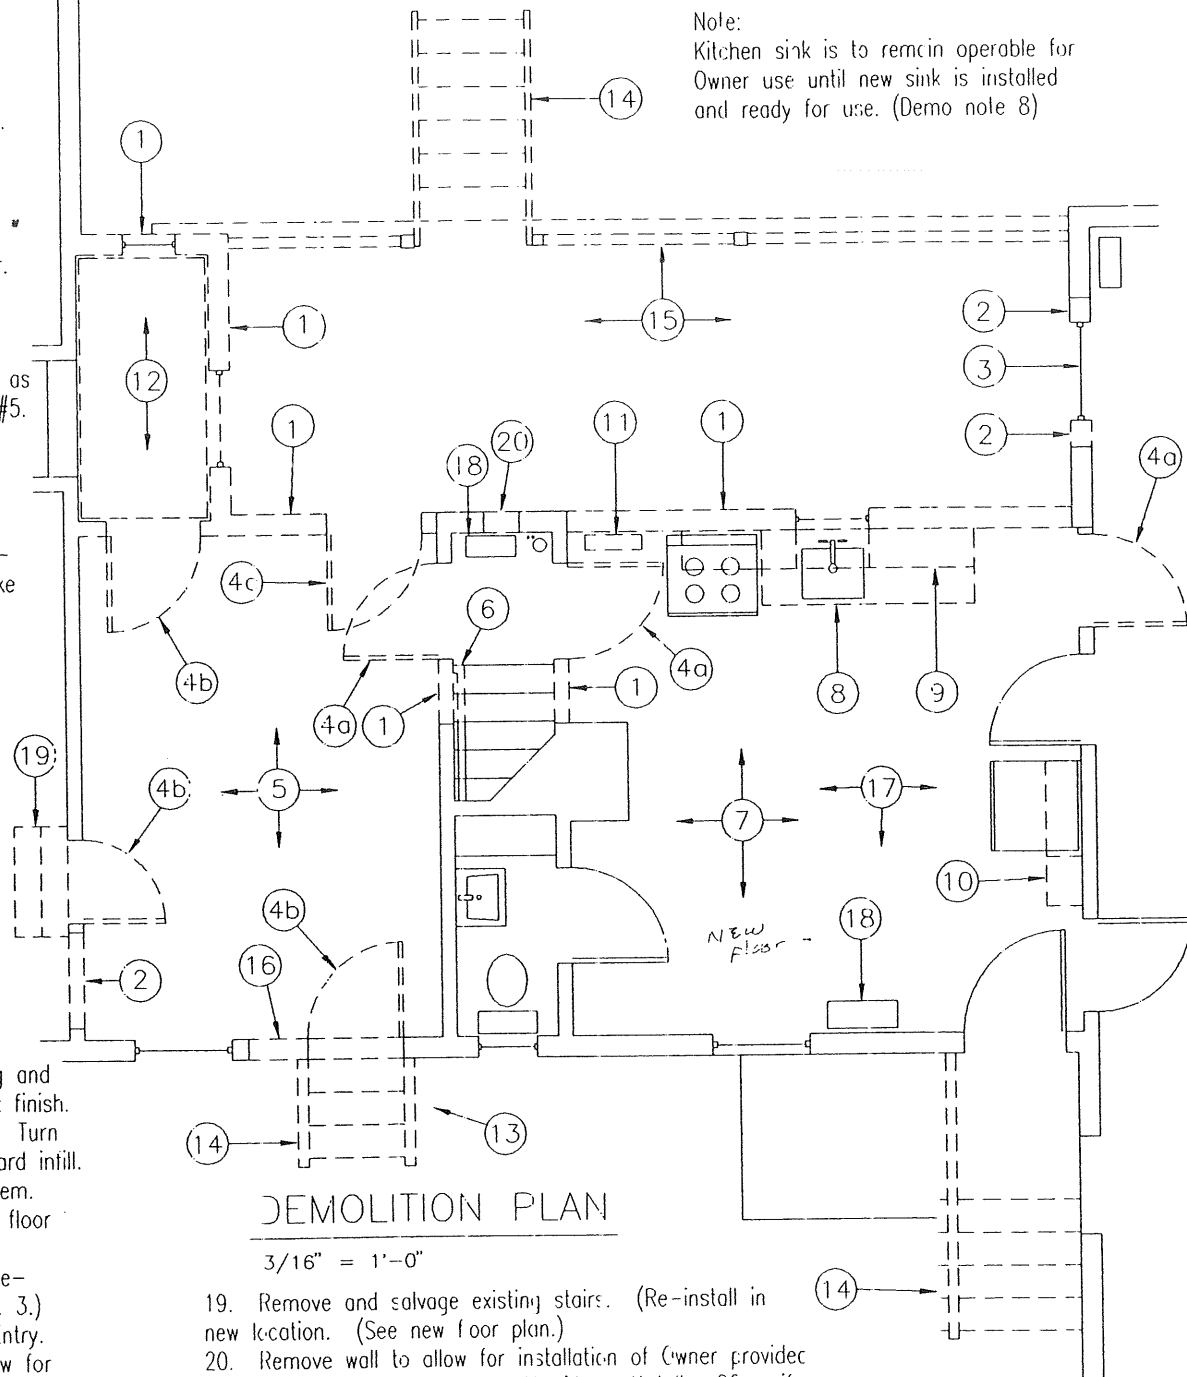 Note:
Kitchen sink is to remain operable for
Owner use until new sink is installed
and ready for use. (Demo note 8)
14
1
1
15
2
3
2
12
as
#5.
1
20
18
11
1
4a
ke
4c
6
4b
4a
4a
1
1
8
9
19
4b
5
7
17
10
4b
NEW
Floor -
18
2
16
g and
finish.
Turn
ard infill.
em.
floor
14
13
DEMOLITION PLAN
3/16" = 1'-0"
e-
3.)
ntry.
w for
14
19. Remove and salvage existing stairs. (Re-install in
new location. (See new floor plan.)
20. Remove wall to allow for installation of Owner provided